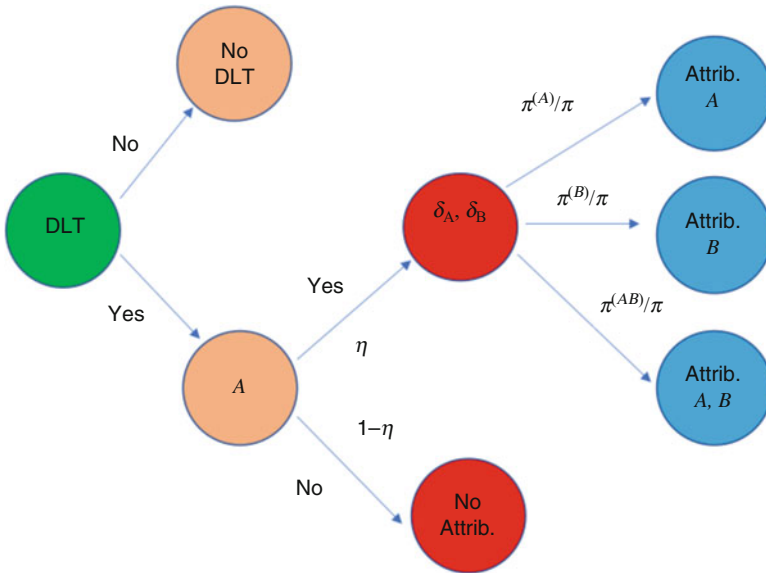 No
DLT
No
DLT
Yes
A
Yes
η
1−η
No
No
Attrib.
δ_A, δ_B
π^(A)/π
π^(B)/π
π^(AB)/π
Attrib.
A
Attrib.
B
Attrib.
A, B